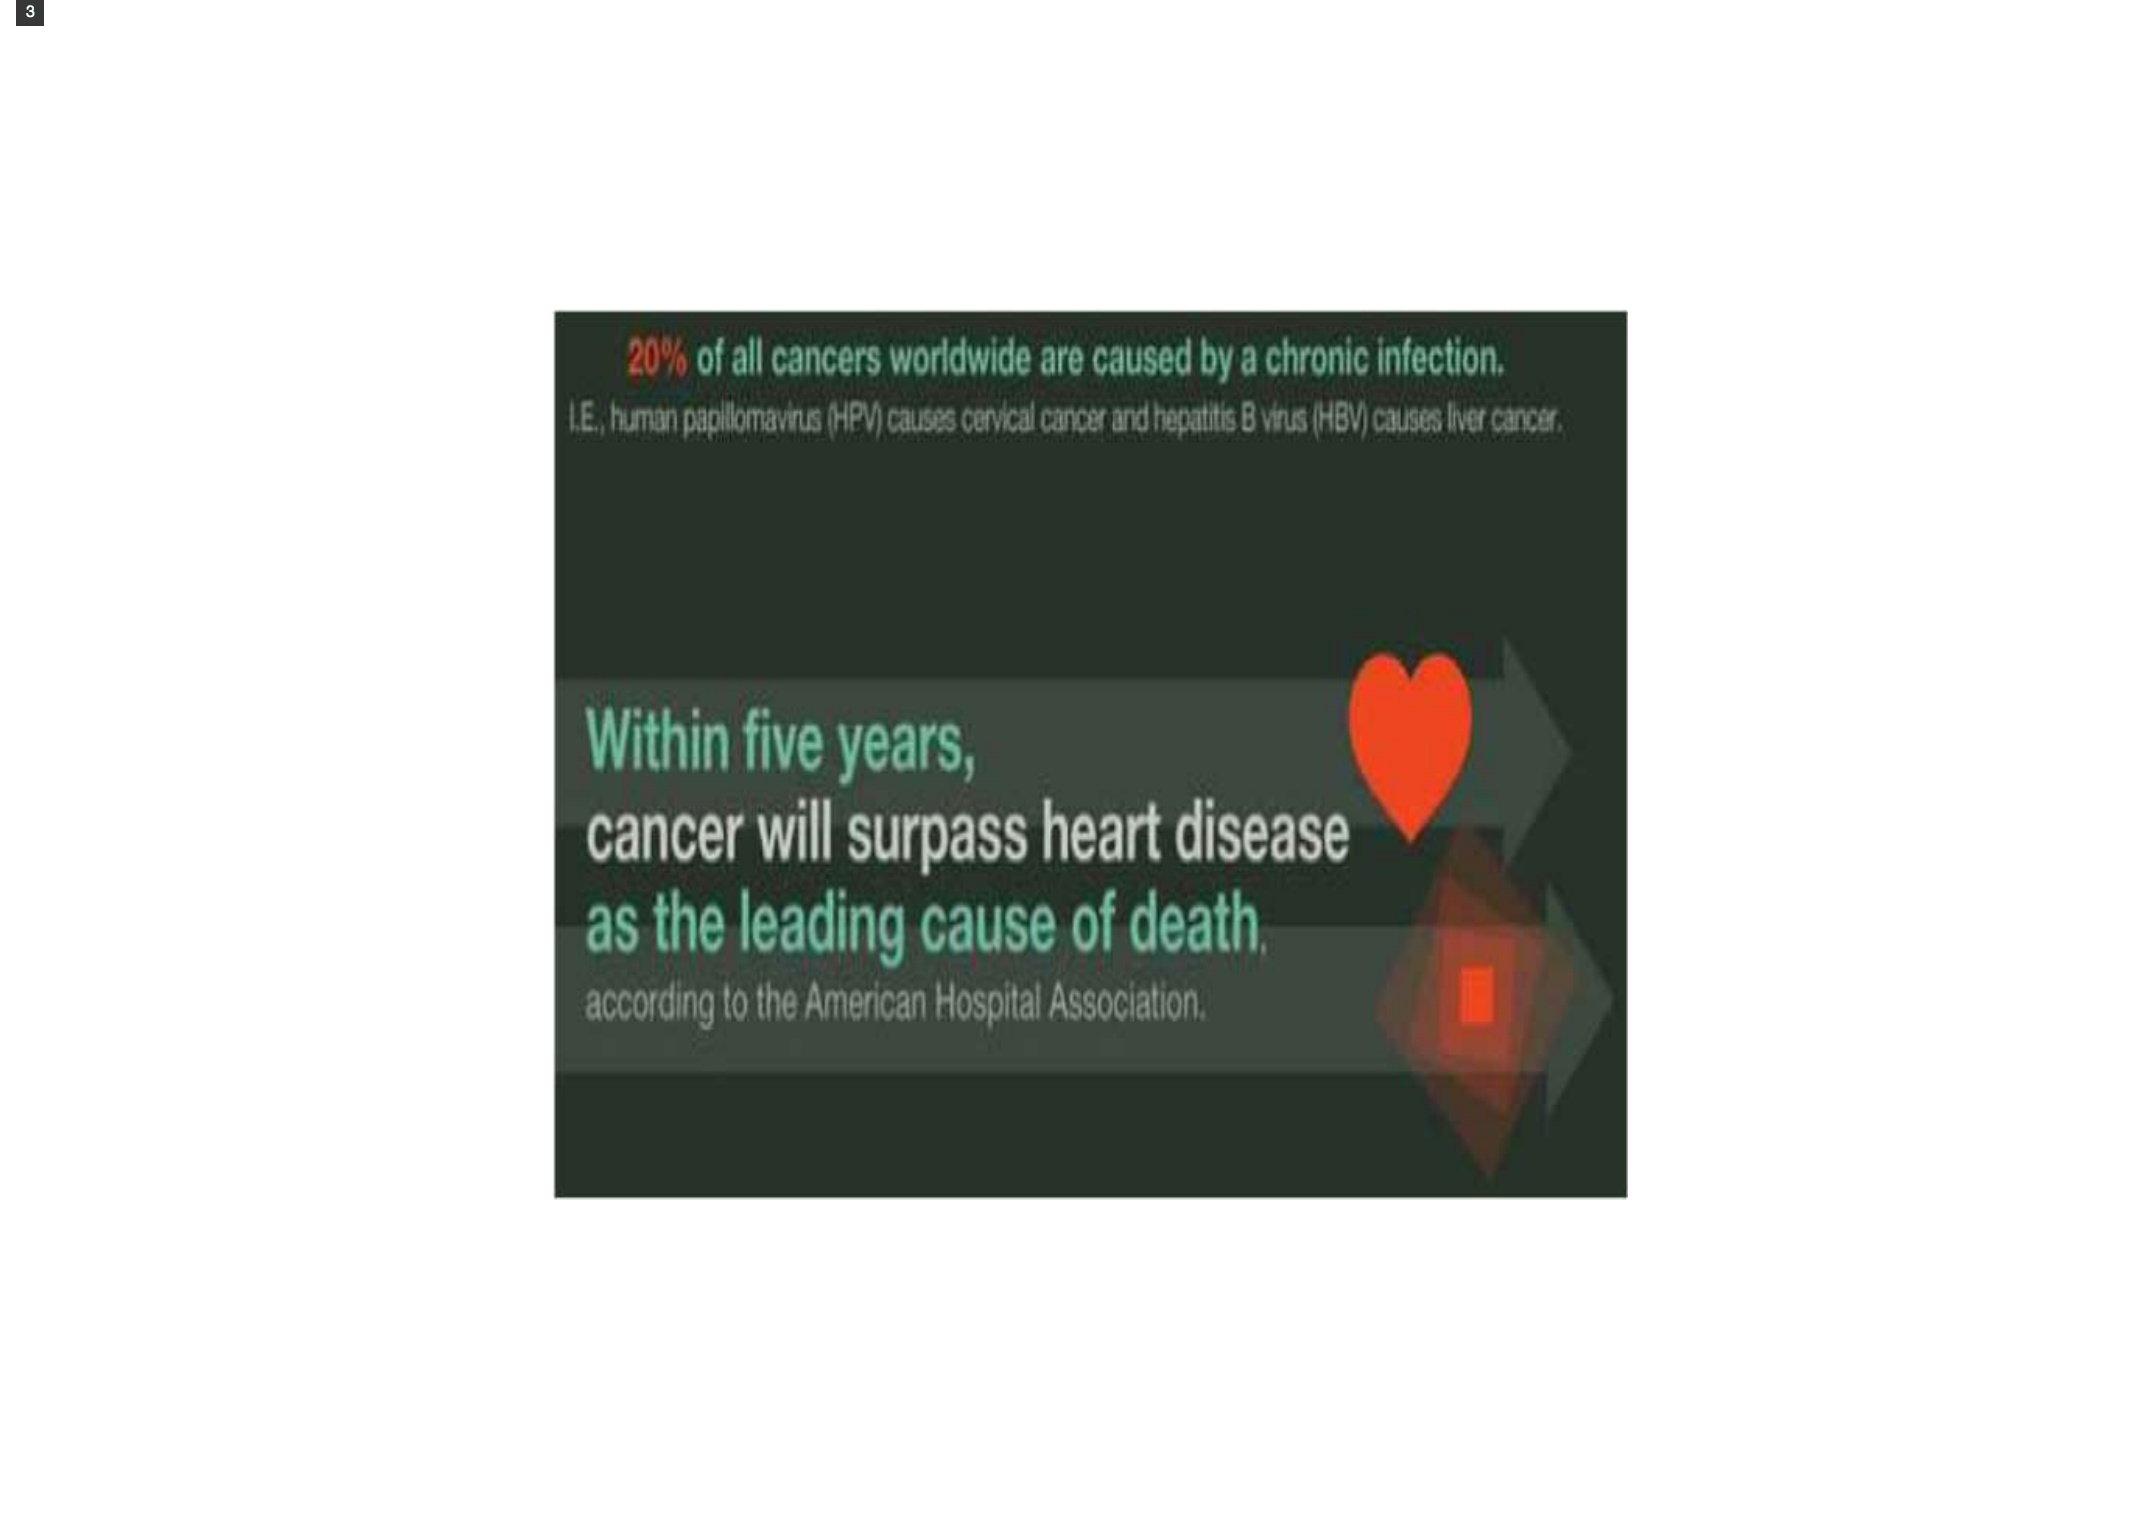 3
20% of all cancers worldwide are caused by a chronic infection.
I.E., human papillomavirus (HPV) causes cervical cancer and hepatitis B virus (HBV) causes liver cancer.
Within five years,
cancer will surpass heart disease
as the leading cause of death,
according to the American Hospital Association.